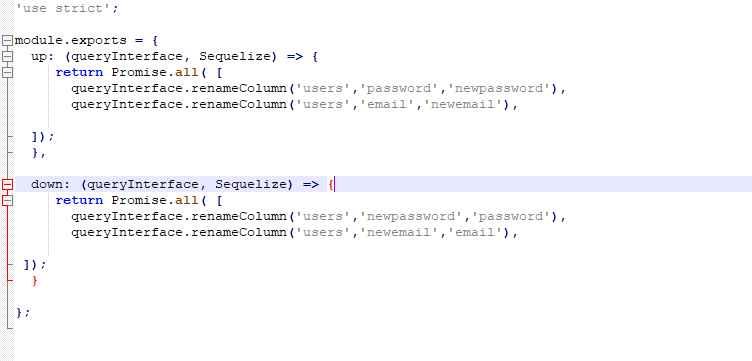 'use strict';
module.exports = {
up: (queryInterface, Sequelize) => {
return Promise.all( [
queryInterface.renameColumn('users','password','newpassword'),
queryInterface.renameColumn('users','email','newemail'),
]);
},
down: (queryInterface, Sequelize) => {
return Promise.all( [
queryInterface.renameColumn('users','newpassword','password'),
queryInterface.renameColumn('users','newemail','email'),
]);
}
};